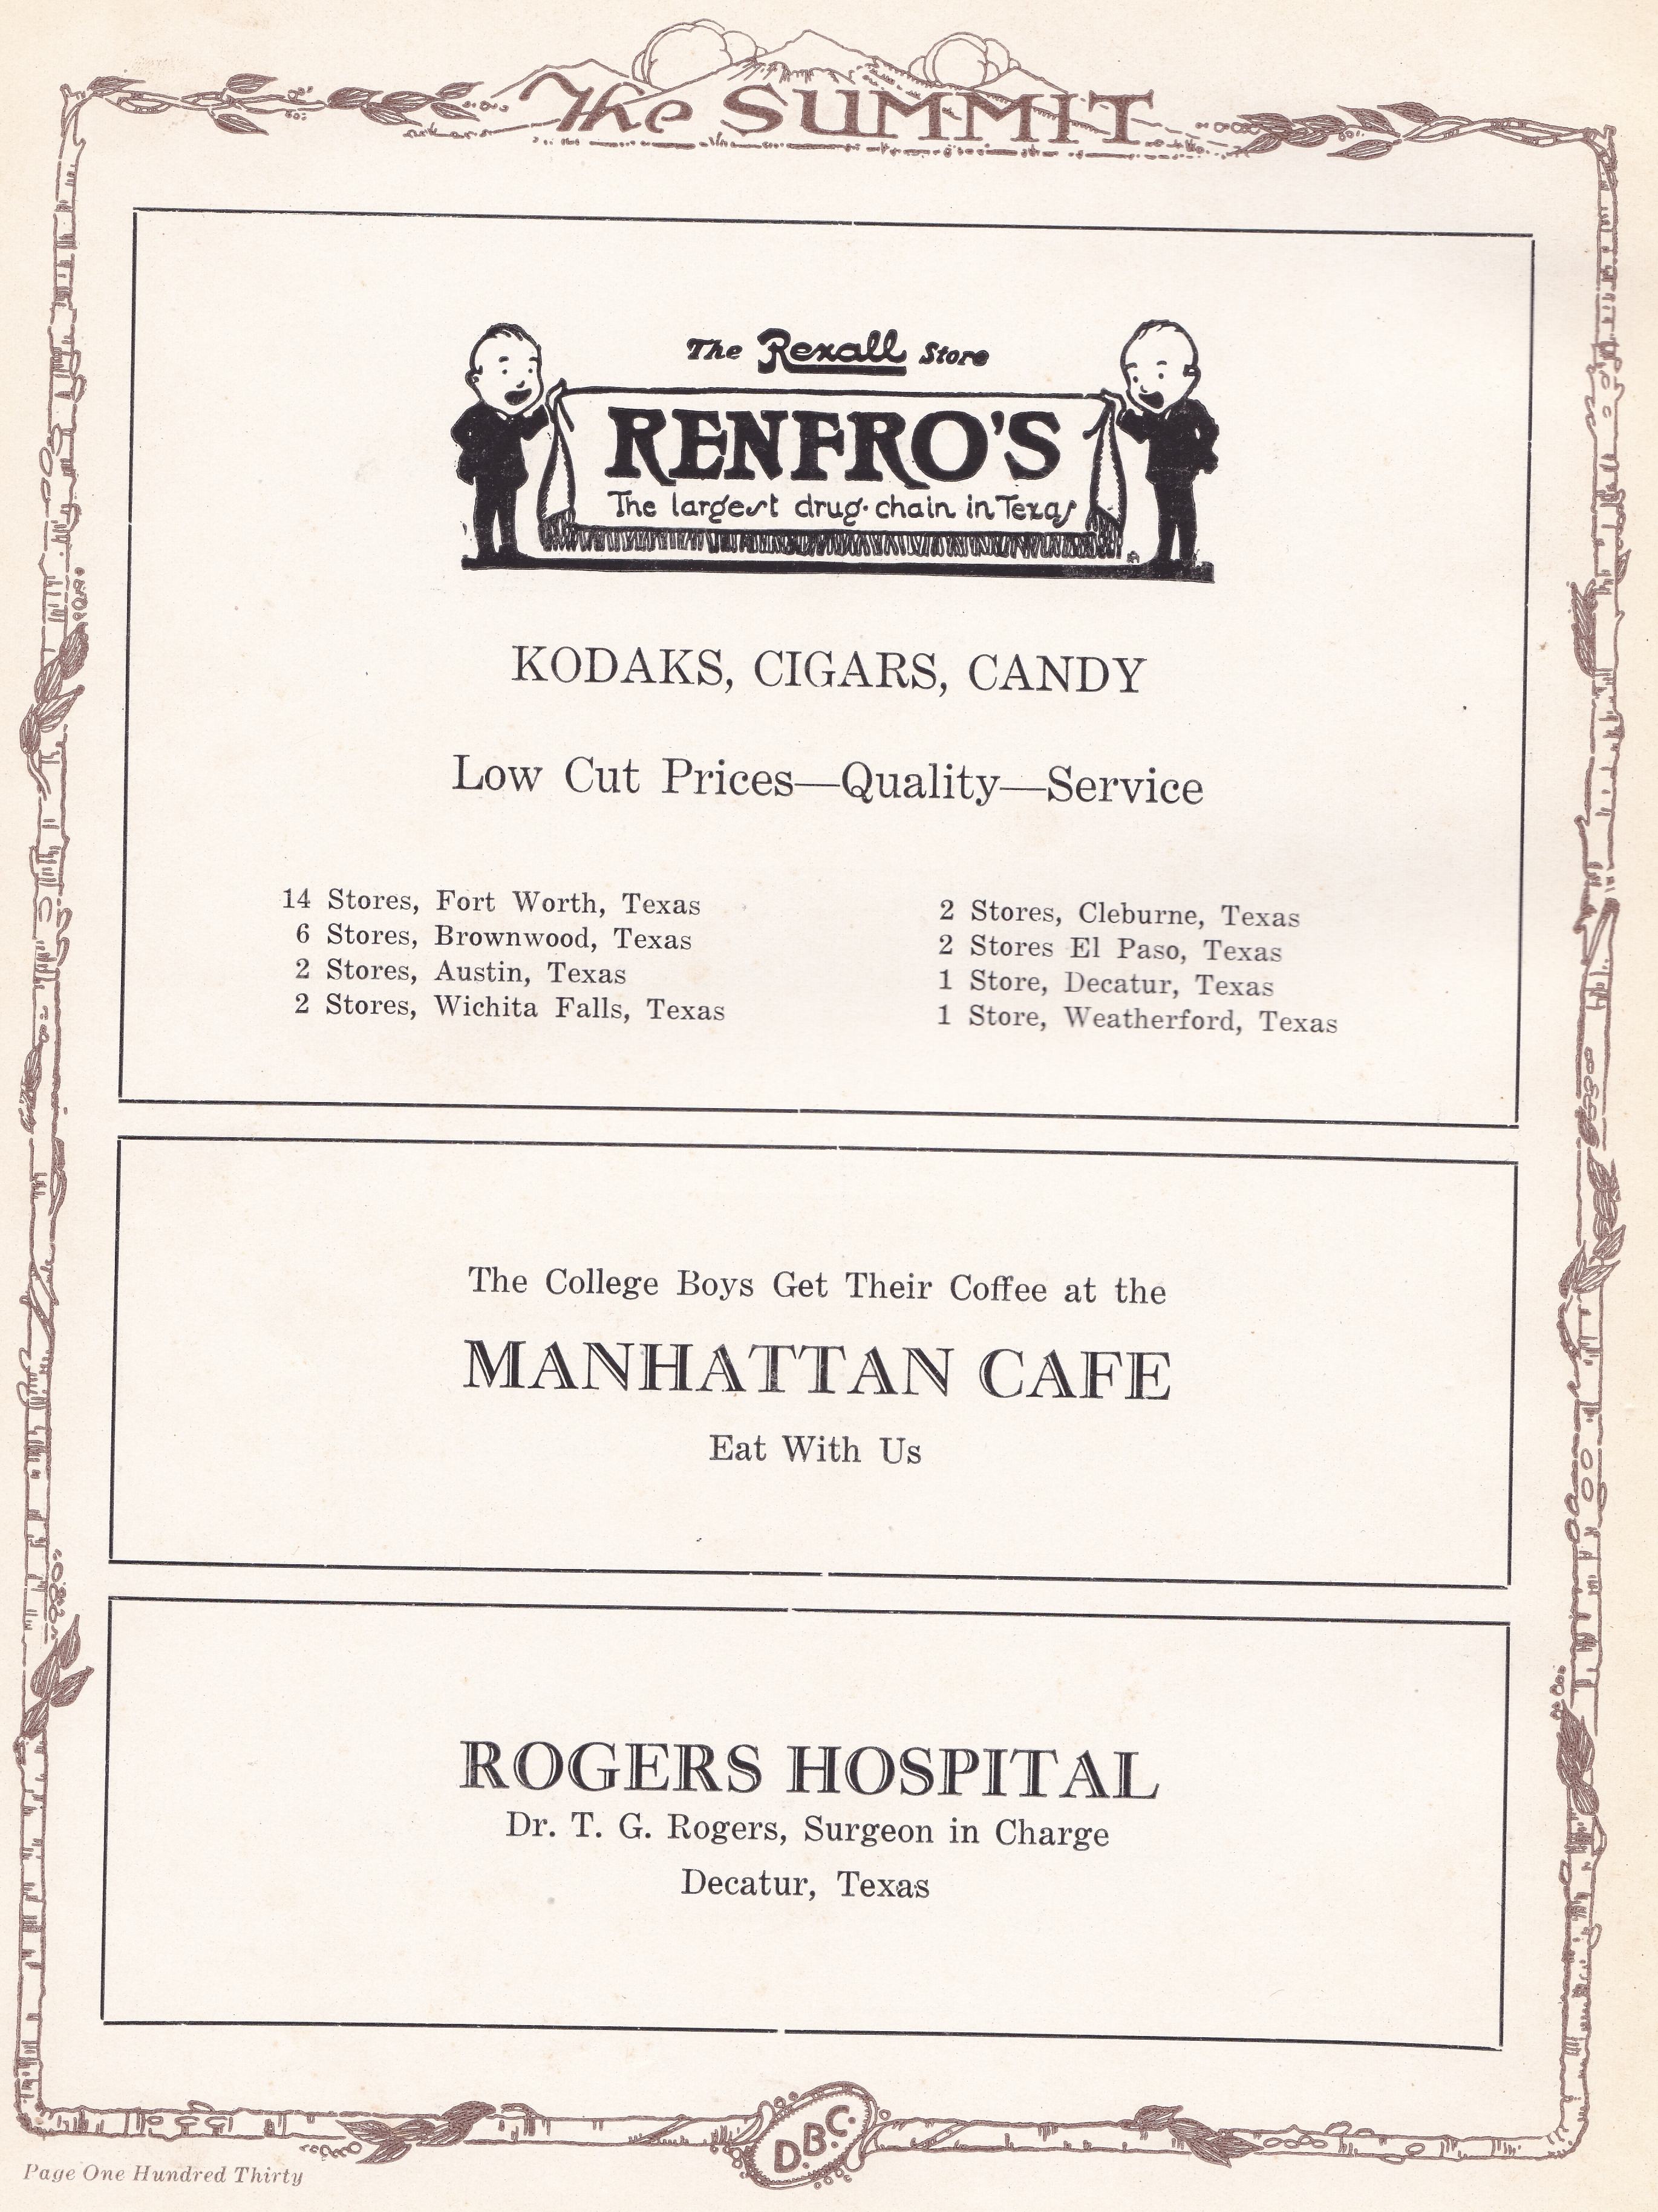 The SUMMIT
The Rexall Store
RENFRO'S
The largest drug-chain in Texas
KODAKS, CIGARS, CANDY
Low Cut Prices—Quality—Service
14 Stores, Fort Worth, Texas
6 Stores, Brownwood, Texas
2 Stores, Austin, Texas
2 Stores, Wichita Falls, Texas
2 Stores, Cleburne, Texas
2 Stores El Paso, Texas
1 Store, Decatur, Texas
1 Store, Weatherford, Texas
The College Boys Get Their Coffee at the
MANHATTAN CAFE
Eat With Us
ROGERS HOSPITAL
Dr. T. G. Rogers, Surgeon in Charge
Decatur, Texas
D.B.C.
Page One Hundred Thirty